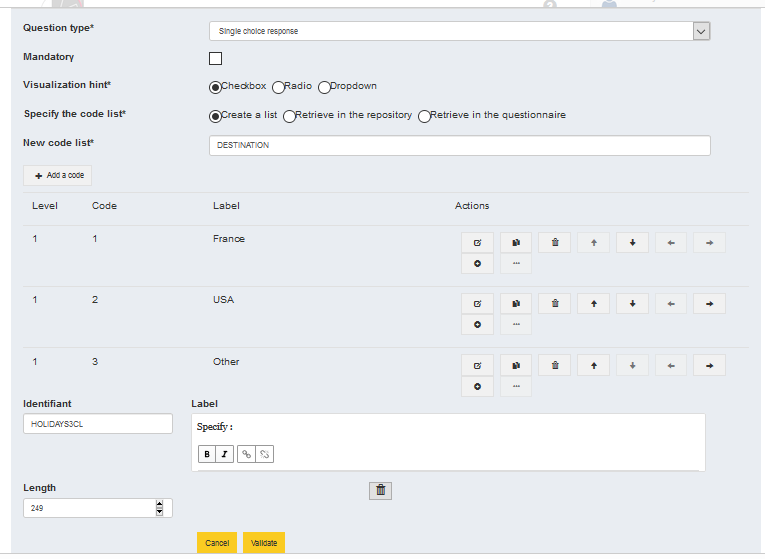 Question type*
Single choice response
Mandatory
Visualization hint*
Checkbox Radio Dropdown
Specify the code list*
Create a list Retrieve in the repository Retrieve in the questionnaire
New code list*
DESTINATION
+ Add a code
Level Code Label Actions
1 1 France
...
1 2 USA
...
1 3 Other
...
Identifiant Label
HOLIDAYS3CL
Specify :
B I
Length
249
Cancel Validate